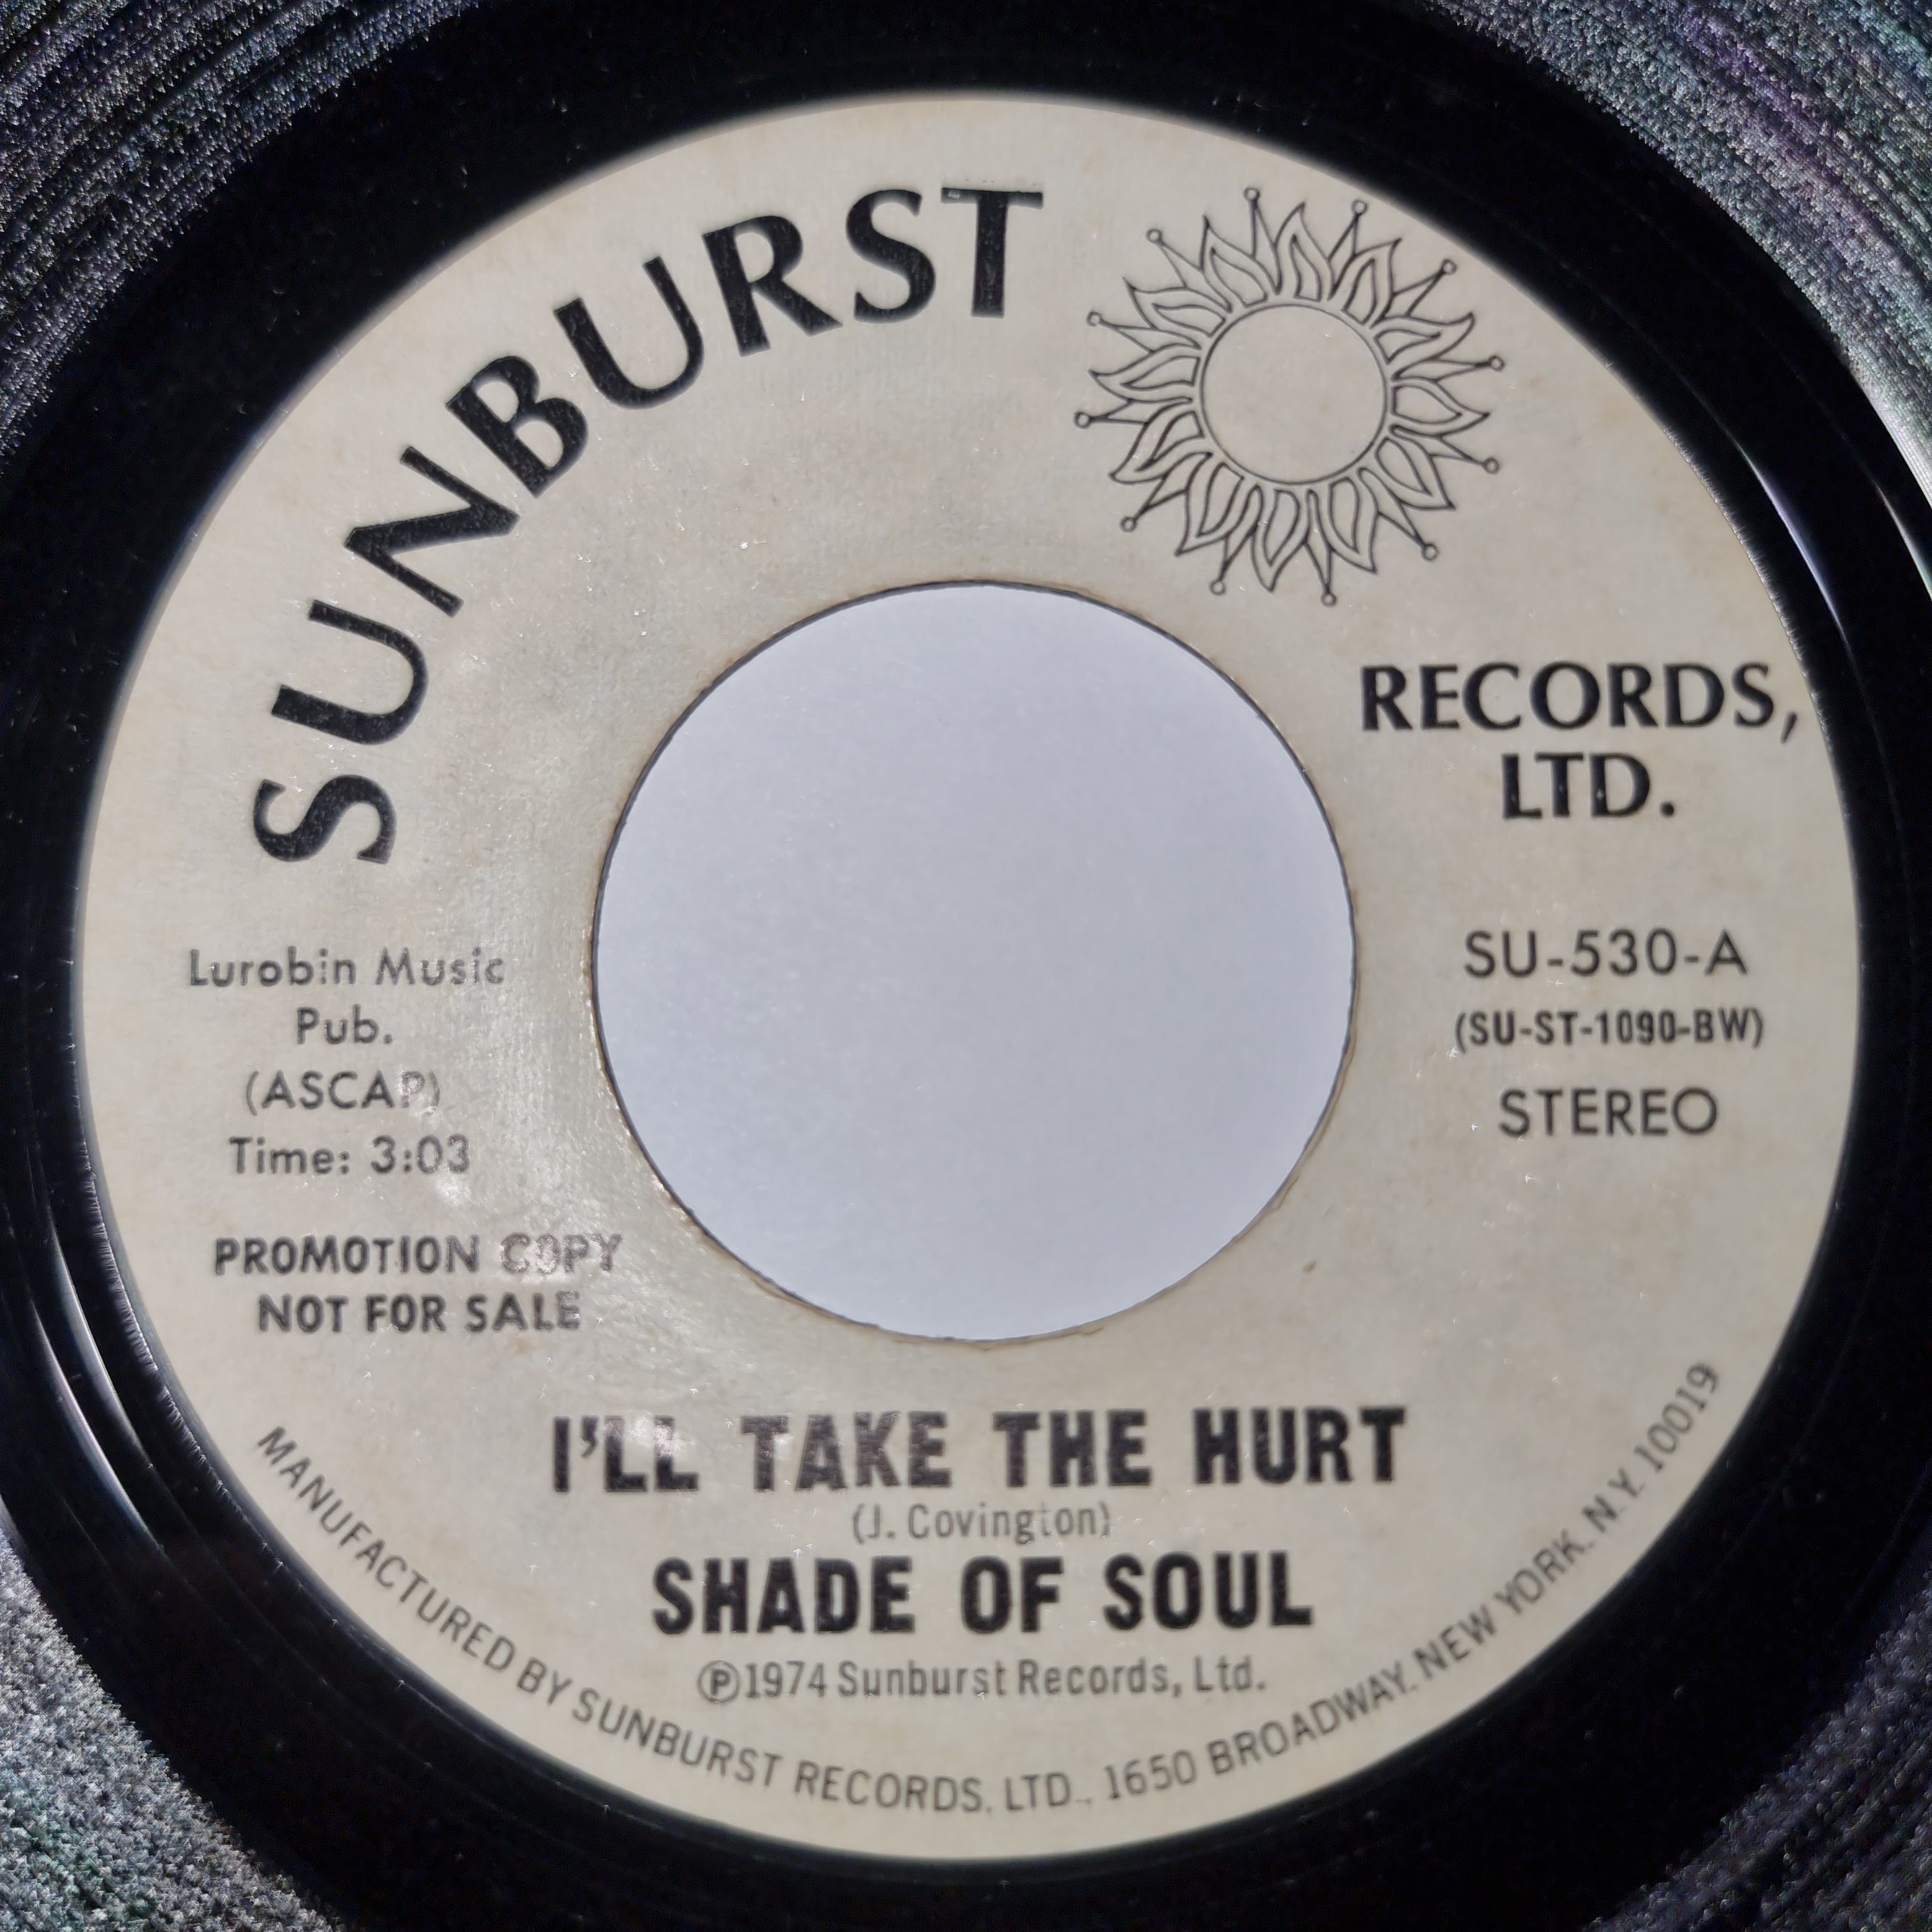 SUNBURST
RECORDS,
LTD.
Lurobin Music
Pub.
(ASCAP)
Time: 3:03
PROMOTION COPY
NOT FOR SALE
SU-530-A
(SU-ST-1090-BW)
STEREO
I'LL TAKE THE HURT
(J. Covington)
SHADE OF SOUL
℗1974 Sunburst Records, Ltd.
MANUFACTURED BY SUNBURST RECORDS, LTD., 1650 BROADWAY, NEW YORK, N.Y. 10019